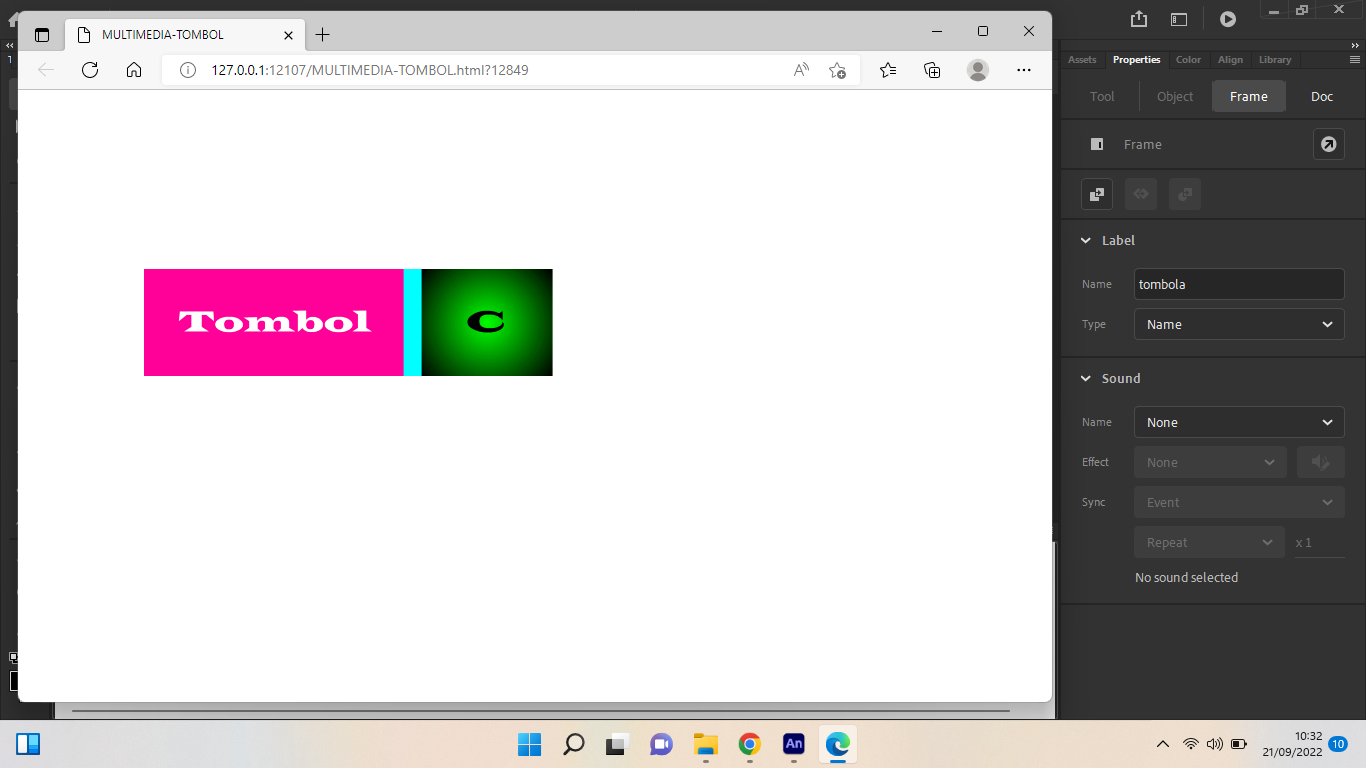 MULTIMEDIA-TOMBOL
127.0.0.1:12107/MULTIMEDIA-TOMBOL.html?12849
Tombol
C
1
Assets
Properties
Color
Align
Library
Tool
Object
Frame
Doc
Frame
Label
Name
tombola
Type
Name
Sound
Name
None
Effect
None
Sync
Event
Repeat
x 1
No sound selected
An
10:32
21/09/2022
10